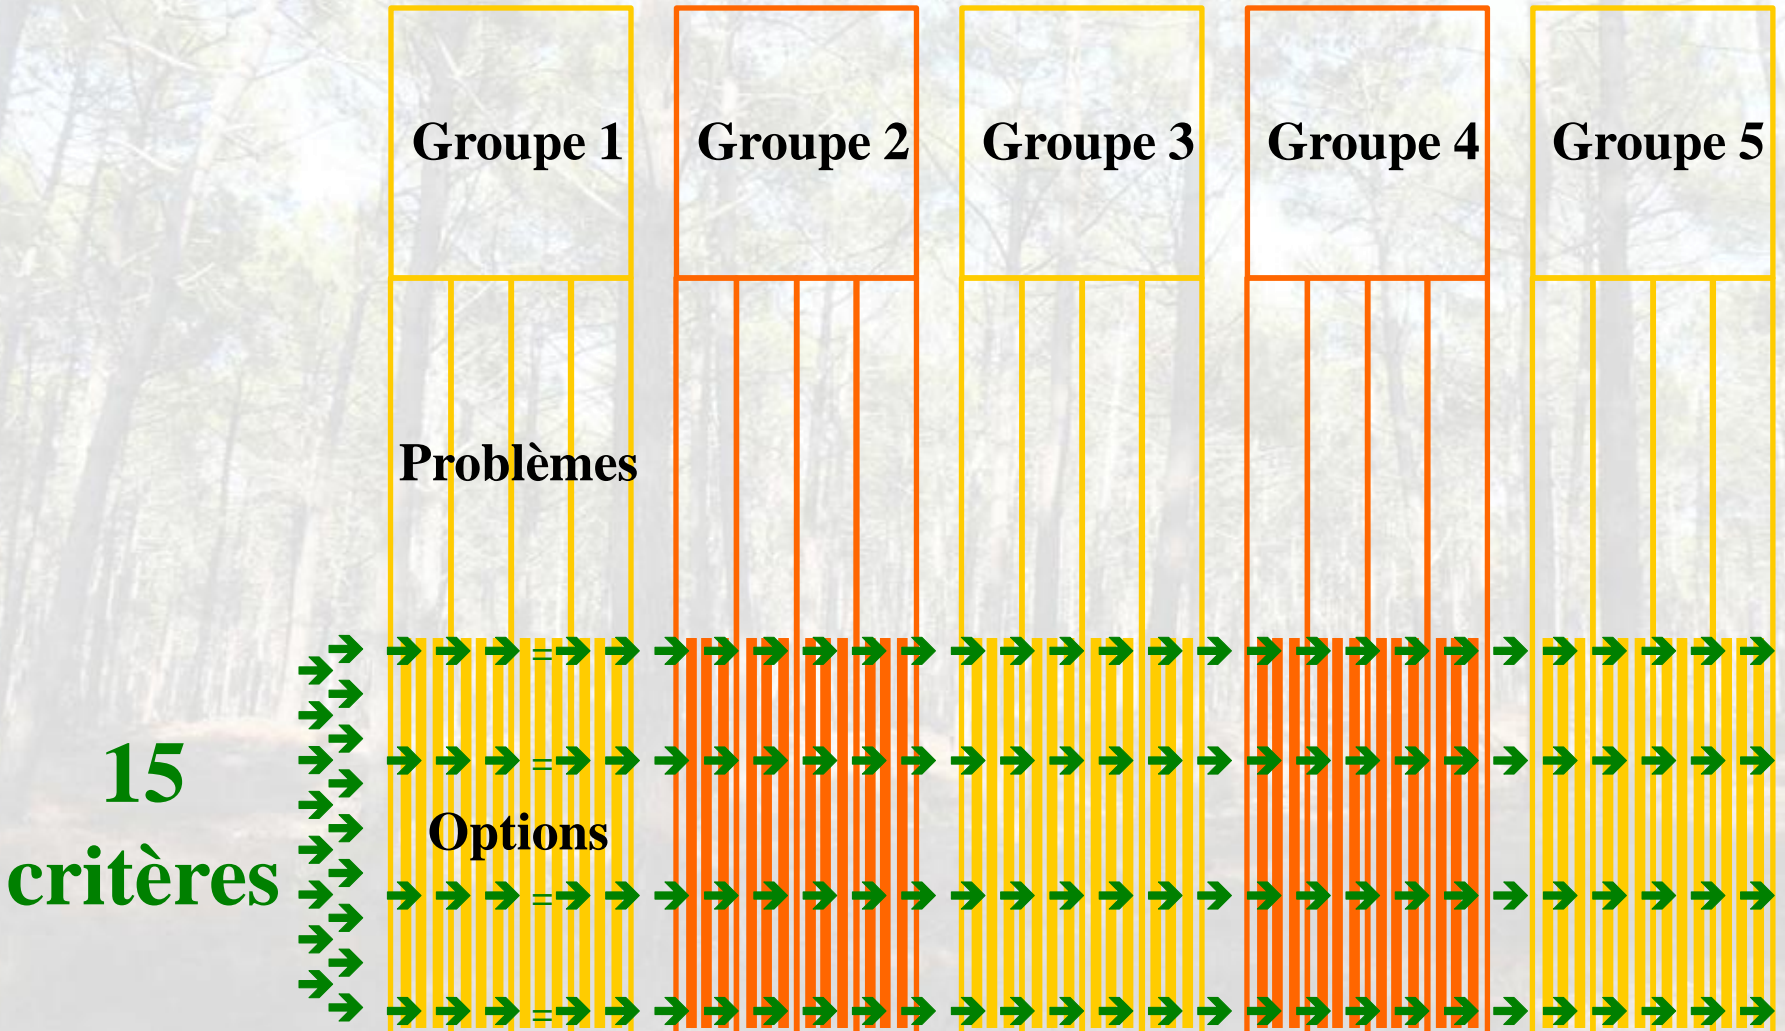 Groupe 1
Groupe 2
Groupe 3
Groupe 4
Groupe 5
Problèmes
=
=
15
critères
Options
=
=